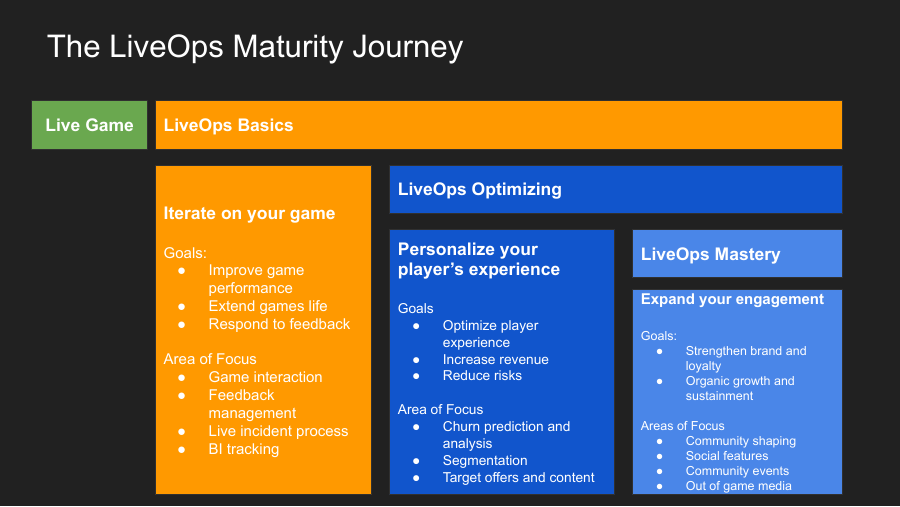 The LiveOps Maturity Journey
Live Game
LiveOps Basics
Iterate on your game
Goals:
● Improve game
performance
● Extend games life
● Respond to feedback
Area of Focus
● Game interaction
● Feedback
management
● Live incident process
● BI tracking
LiveOps Optimizing
Personalize your
player’s experience
Goals
● Optimize player
experience
● Increase revenue
● Reduce risks
Area of Focus
● Churn prediction and
analysis
● Segmentation
● Target offers and content
LiveOps Mastery
Expand your engagement
Goals:
● Strengthen brand and
loyalty
● Organic growth and
sustainment
Areas of Focus
● Community shaping
● Social features
● Community events
● Out of game media